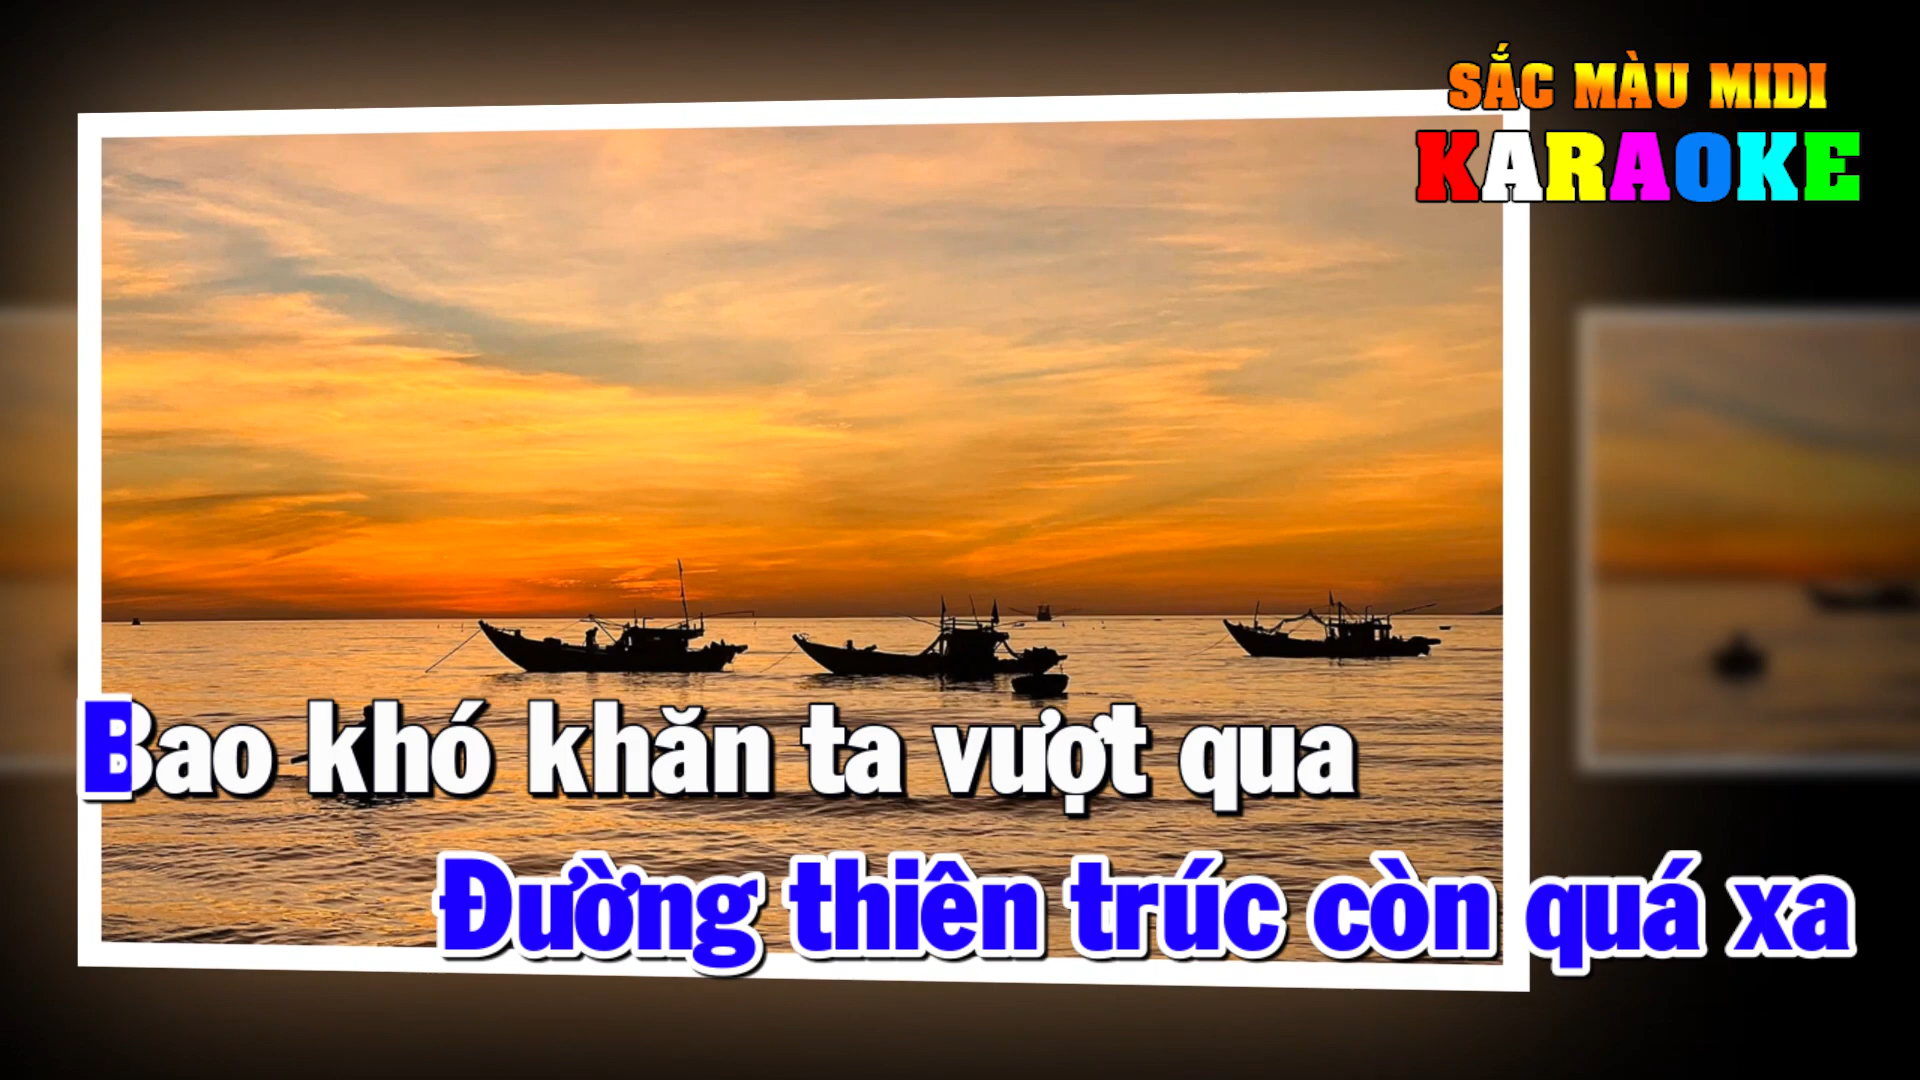 SẮC MÀU MIDI
KARAOKE
Bao khó khăn ta vượt qua
Đường thiên trúc còn quá xa